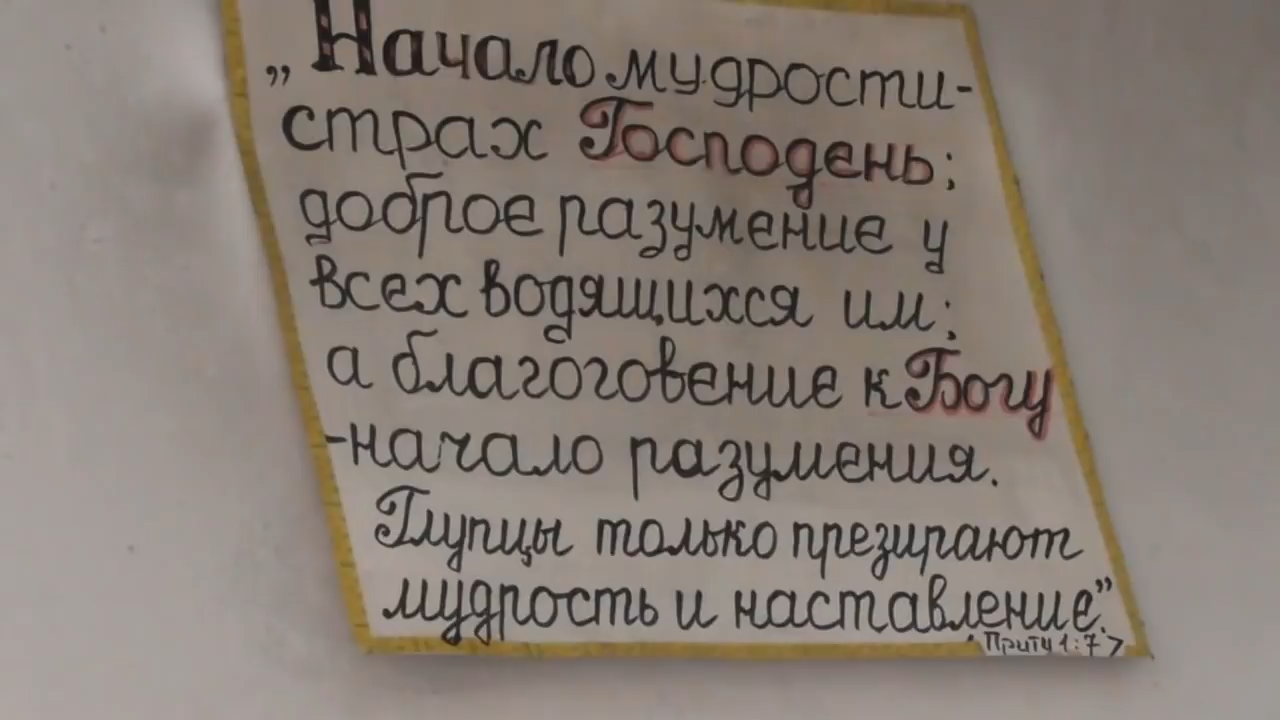 „Начало мудрости-
страх Господень;
доброе разумение у
всех водящихся им;
а благоговение к Богу
-начало разумения.
Глупцы только презирают
мудрость и наставление."
<Притч 1:7>